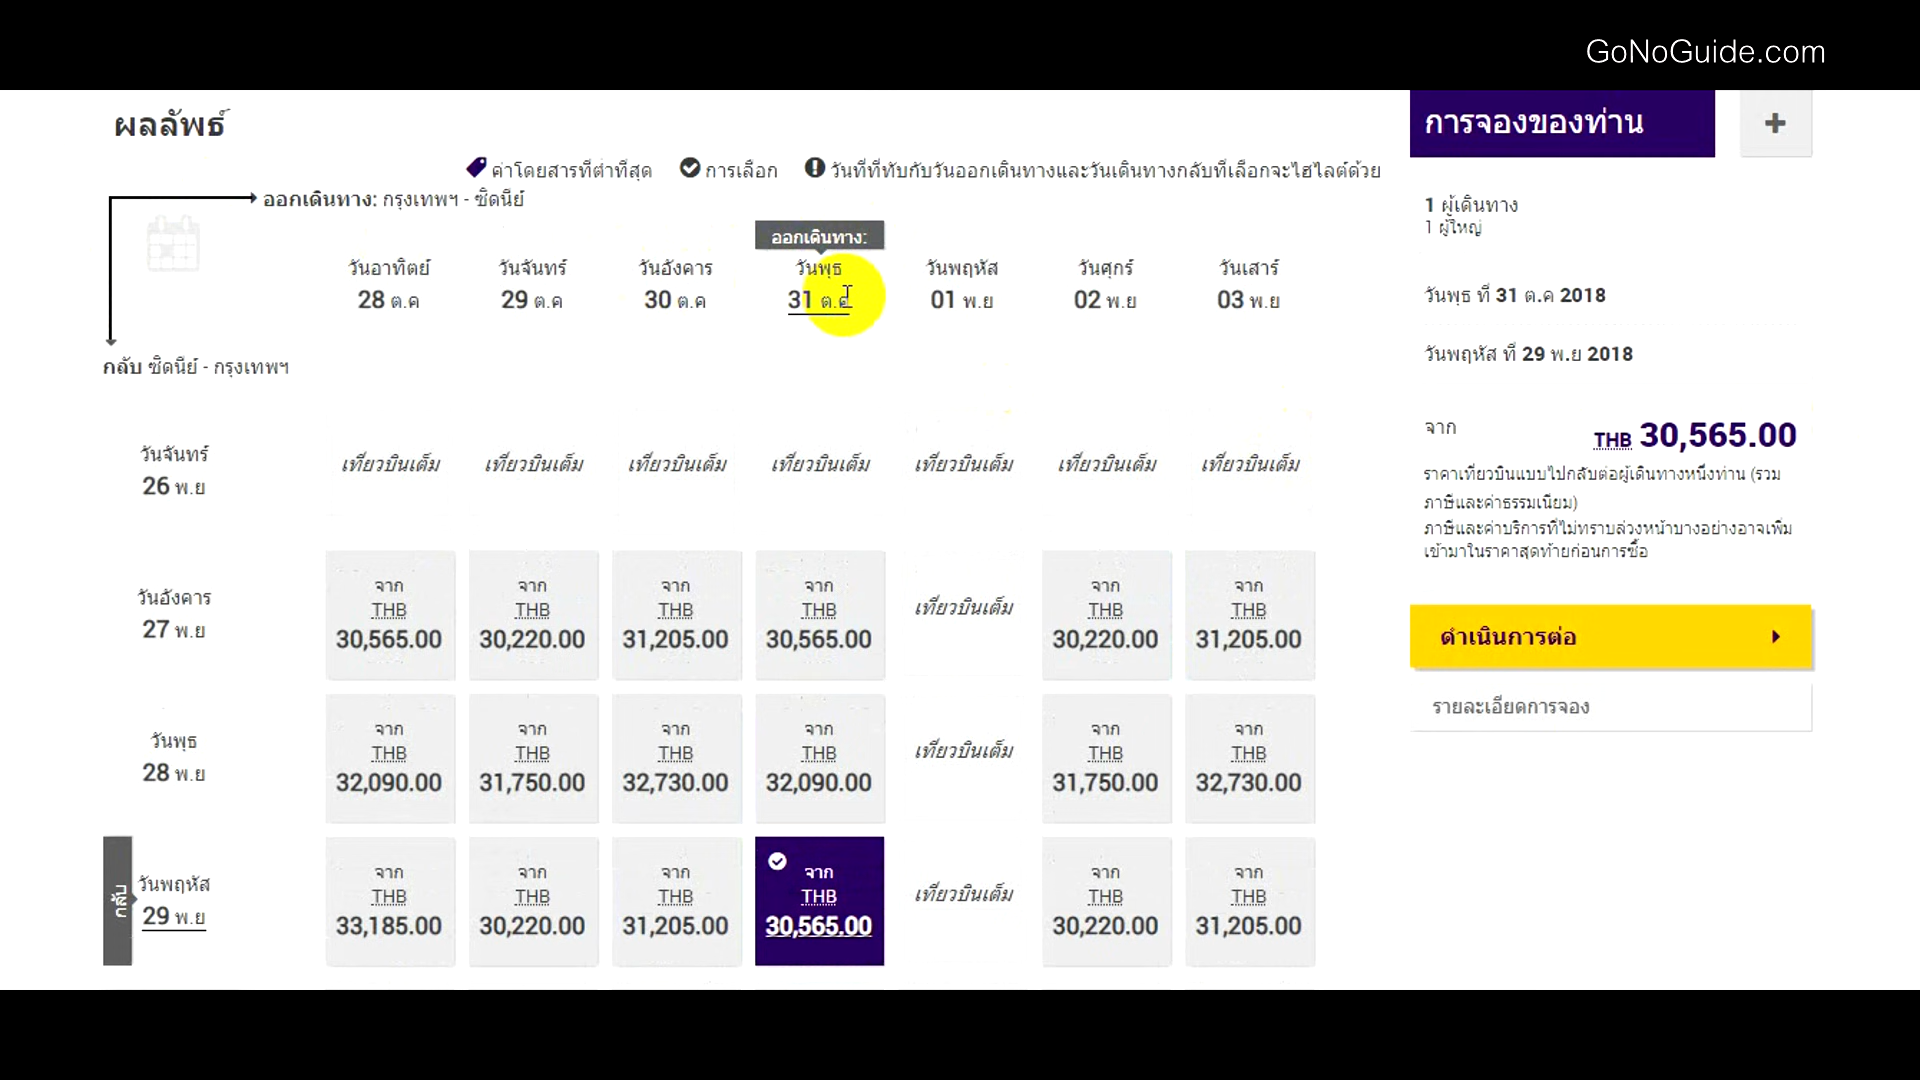 GoNoGuide.com
ผลลัพธ์
ค่าโดยสารที่ต่ำที่สุด การเลือก วันที่ที่ทับกับวันออกเดินทางและวันเดินทางกลับที่เลือกจะไฮไลต์ด้วย
ออกเดินทาง: กรุงเทพฯ - ซิดนีย์
ออกเดินทาง:
วันอาทิตย์ วันจันทร์ วันอังคาร วันพุธ วันพฤหัส วันศุกร์ วันเสาร์
28 ต.ค 29 ต.ค 30 ต.ค 31 ต.ค 01 พ.ย 02 พ.ย 03 พ.ย
กลับ ซิดนีย์ - กรุงเทพฯ
วันจันทร์
26 พ.ย
เที่ยวบินเต็ม เที่ยวบินเต็ม เที่ยวบินเต็ม เที่ยวบินเต็ม เที่ยวบินเต็ม เที่ยวบินเต็ม เที่ยวบินเต็ม
วันอังคาร
27 พ.ย
จาก จาก จาก จาก จาก จาก
THB THB THB THB เที่ยวบินเต็ม THB THB
30,565.00 30,220.00 31,205.00 30,565.00 30,220.00 31,205.00
วันพุธ
28 พ.ย
จาก จาก จาก จาก จาก จาก
THB THB THB THB เที่ยวบินเต็ม THB THB
32,090.00 31,750.00 32,730.00 32,090.00 31,750.00 32,730.00
กลับ
วันพฤหัส
29 พ.ย
จาก จาก จาก จาก จาก จาก
THB THB THB THB เที่ยวบินเต็ม THB THB
33,185.00 30,220.00 31,205.00 30,565.00 30,220.00 31,205.00
การจองของท่าน
+
1 ผู้เดินทาง
1 ผู้ใหญ่
วันพุธ ที่ 31 ต.ค 2018
วันพฤหัส ที่ 29 พ.ย 2018
จาก THB 30,565.00
ราคาเที่ยวบินแบบไปกลับต่อผู้เดินทางหนึ่งท่าน (รวม
ภาษีและค่าธรรมเนียม)
ภาษีและค่าบริการที่ไม่ทราบล่วงหน้าบางอย่างอาจเพิ่ม
เข้ามาในราคาสุดท้ายก่อนการซื้อ
ดำเนินการต่อ
รายละเอียดการจอง